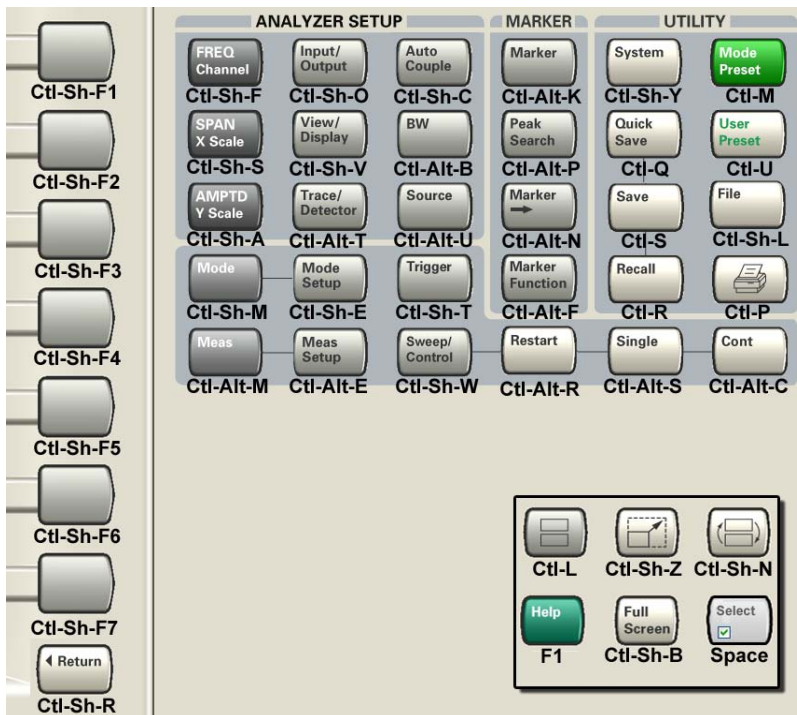 ANALYZER SETUP
MARKER
UTILITY
FREQ
Channel
Input/
Output
Auto
Couple
Marker
System
Mode
Preset
Ctl-Sh-F1
Ctl-Sh-F
Ctl-Sh-O
Ctl-Sh-C
Ctl-Alt-K
Ctl-Sh-Y
Ctl-M
SPAN
X Scale
View/
Display
BW
Peak
Search
Quick
Save
User
Preset
Ctl-Sh-F2
Ctl-Sh-S
Ctl-Sh-V
Ctl-Alt-B
Ctl-Alt-P
Ctl-Q
Ctl-U
AMPTD
Y Scale
Trace/
Detector
Source
Marker
Save
File
Ctl-Sh-A
Ctl-Alt-T
Ctl-Alt-U
Ctl-Alt-N
Ctl-S
Ctl-Sh-L
Ctl-Sh-F3
Mode
Mode
Setup
Trigger
Marker
Function
Recall
Ctl-Sh-M
Ctl-Sh-E
Ctl-Sh-T
Ctl-Alt-F
Ctl-R
Ctl-P
Ctl-Sh-F4
Meas
Meas
Setup
Sweep/
Control
Restart
Single
Cont
Ctl-Alt-M
Ctl-Alt-E
Ctl-Sh-W
Ctl-Alt-R
Ctl-Alt-S
Ctl-Alt-C
Ctl-Sh-F5
Ctl-Sh-F6
Ctl-L
Ctl-Sh-Z
Ctl-Sh-N
Help
Full
Screen
Select
Ctl-Sh-F7
F1
Ctl-Sh-B
Space
Return
Ctl-Sh-R